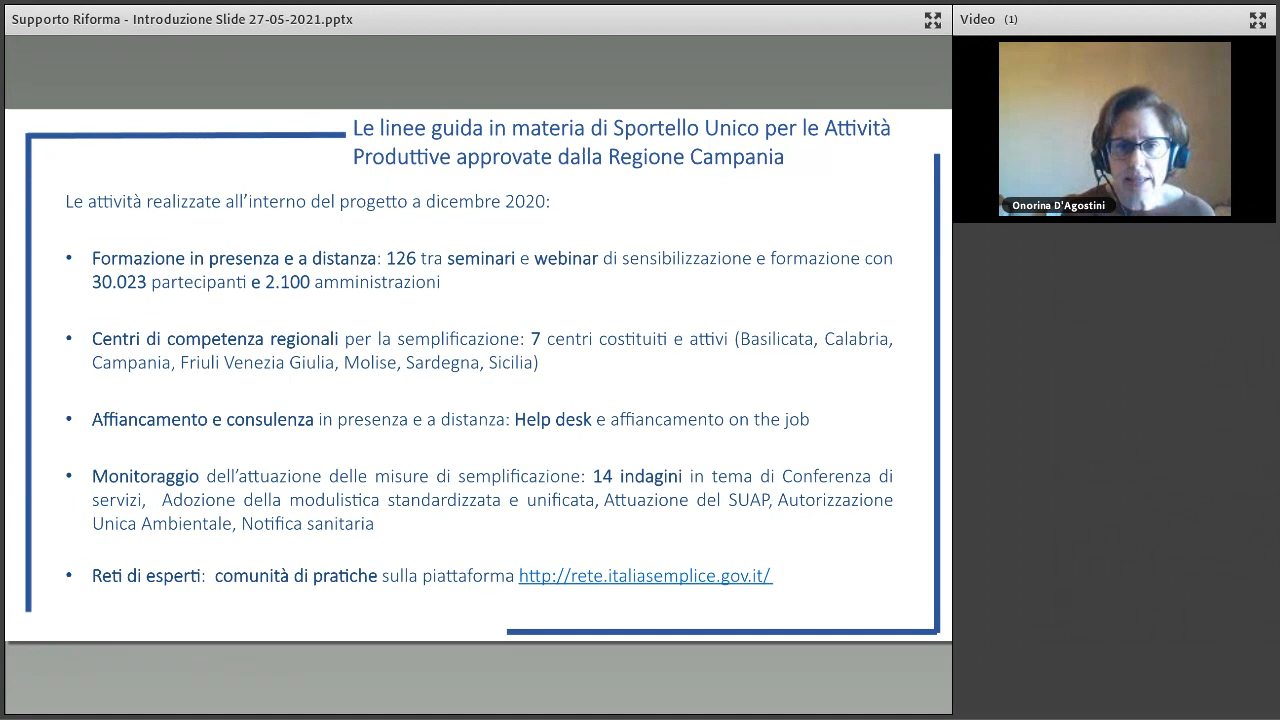 Supporto Riforma - Introduzione Slide 27-05-2021.pptx
Video (1)
Onorina D'Agostini
Le linee guida in materia di Sportello Unico per le Attività
Produttive approvate dalla Regione Campania
Le attività realizzate all'interno del progetto a dicembre 2020:
• Formazione in presenza e a distanza: 126 tra seminari e webinar di sensibilizzazione e formazione con
30.023 partecipanti e 2.100 amministrazioni
• Centri di competenza regionali per la semplificazione: 7 centri costituiti e attivi (Basilicata, Calabria,
Campania, Friuli Venezia Giulia, Molise, Sardegna, Sicilia)
• Affiancamento e consulenza in presenza e a distanza: Help desk e affiancamento on the job
• Monitoraggio dell'attuazione delle misure di semplificazione: 14 indagini in tema di Conferenza di
servizi, Adozione della modulistica standardizzata e unificata, Attuazione del SUAP, Autorizzazione
Unica Ambientale, Notifica sanitaria
• Reti di esperti: comunità di pratiche sulla piattaforma http://rete.italiasemplice.gov.it/